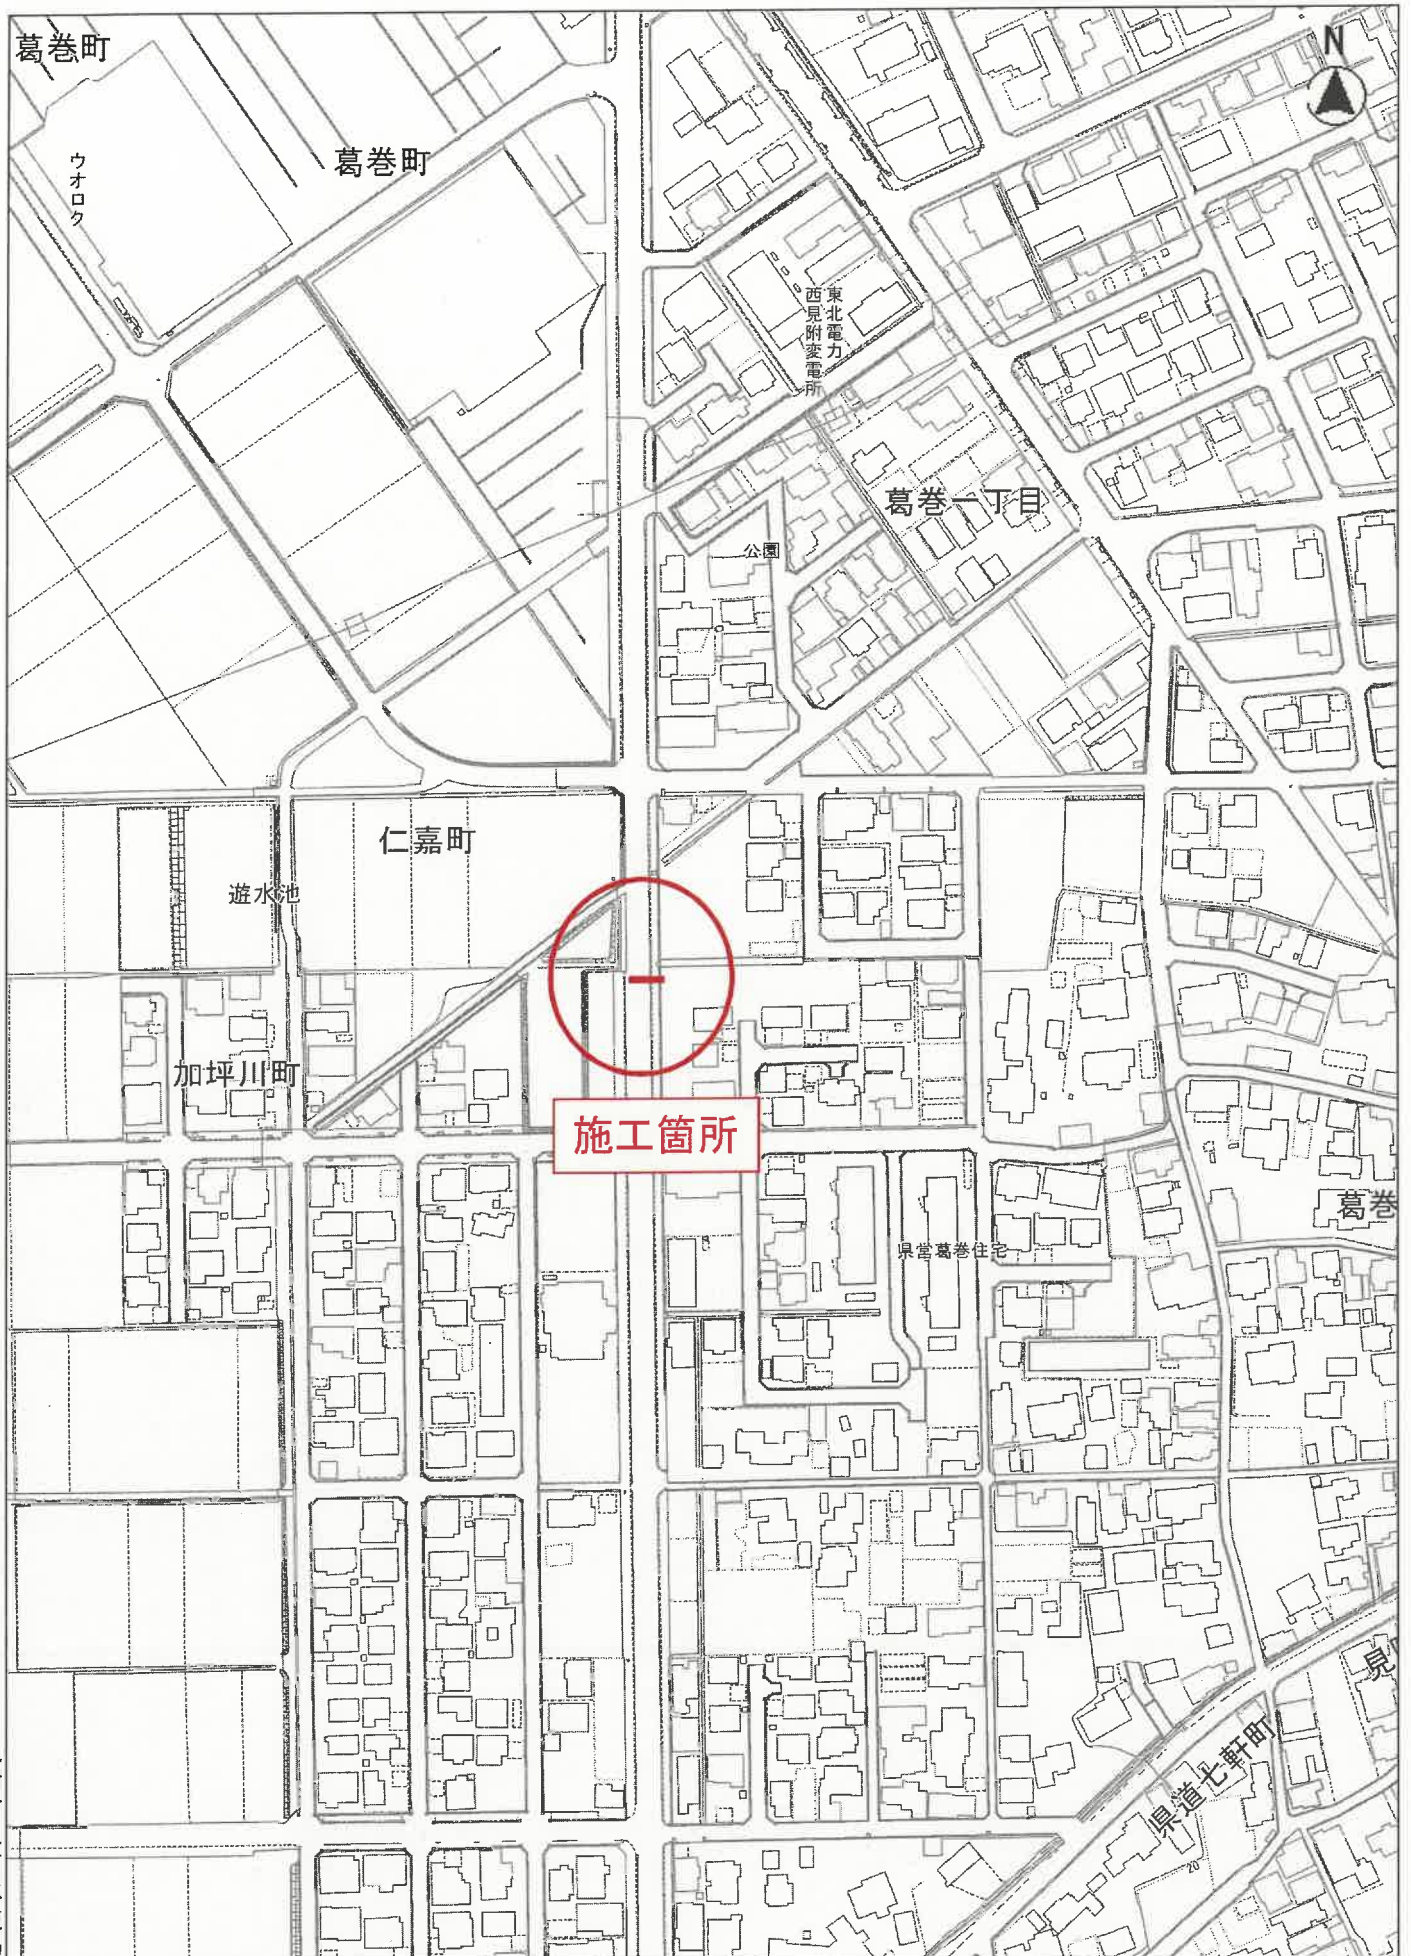 葛巻町
N
葛巻町
ウオロク
東北電力
西見附変電所
葛巻一丁目
公園
仁嘉町
遊水池
加坪川町
施工箇所
葛巻
県営葛巻住宅
見
県道七軒町
20